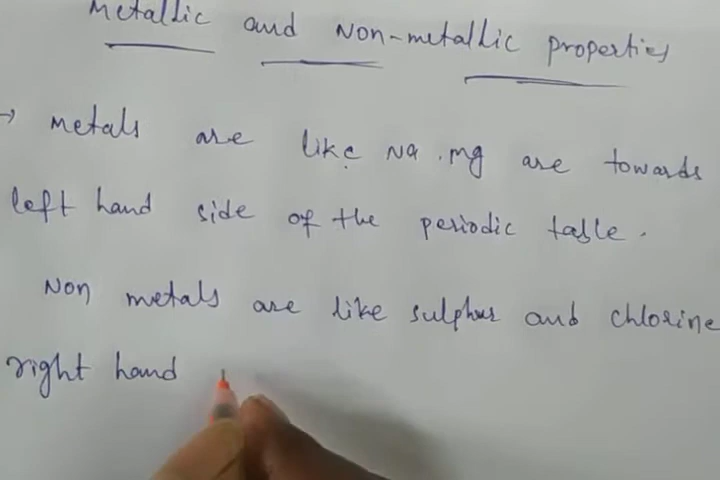 Metallic and Non-metallic properties
→ Metals are like Na . mg are towards
left hand side of the periodic table.
Non metals are like sulphur and chlorine
right hand